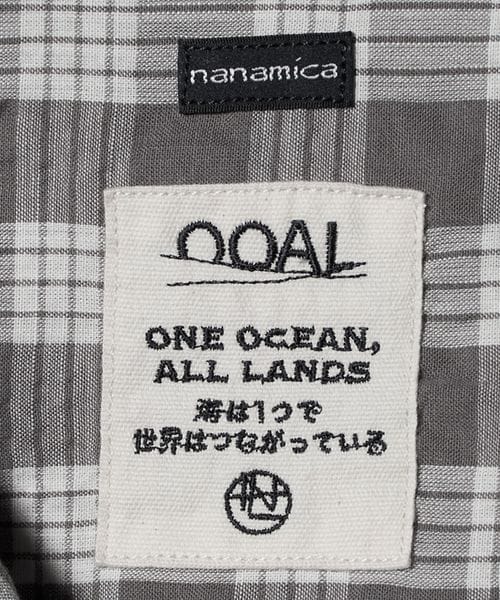 nanamica
OOAL
ONE OCEAN,
ALL LANDS
海は1つで
世界はつながっている